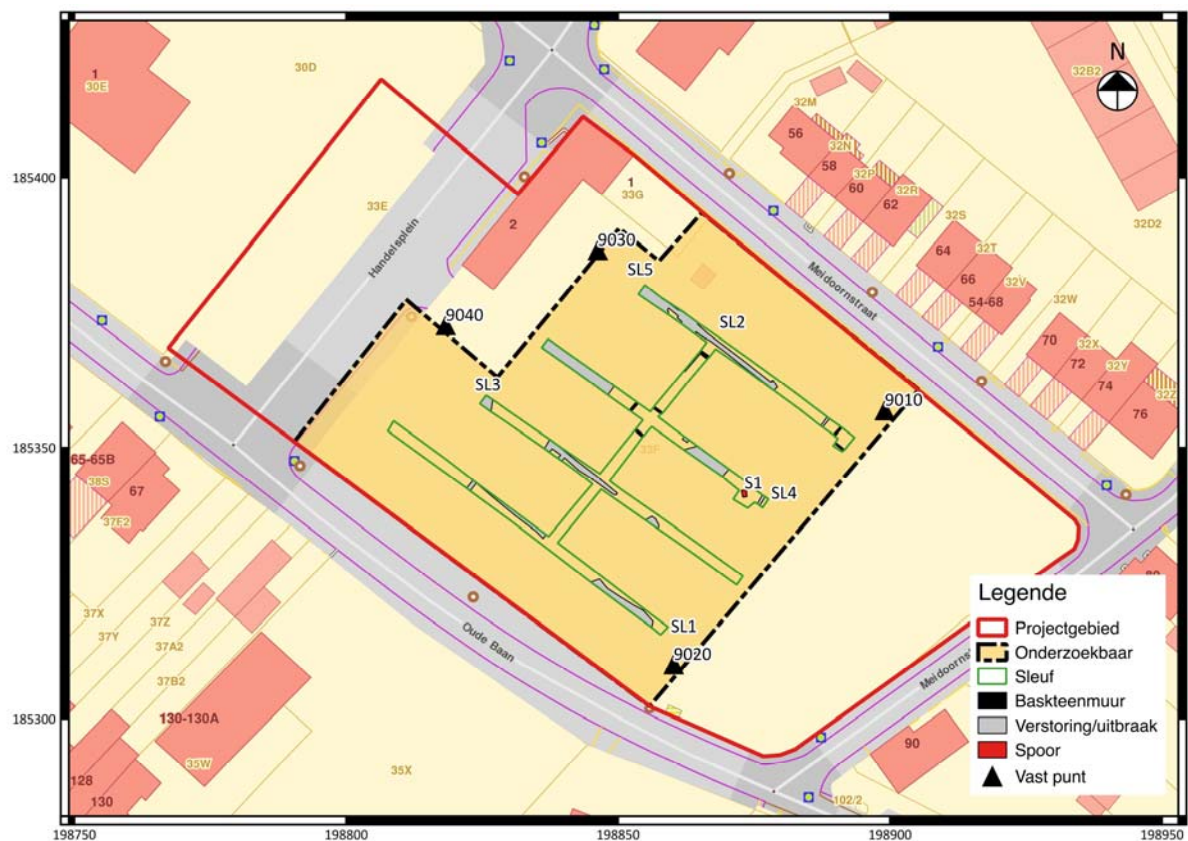 N
1
30E
30D
32B2
32M
56
32N
58
32P
60
32R
62
32S
64
32T
66
32V
54-68
32W
70
32X
72
32Y
74
32Z
76
32D2
185400
33E
2
1
33G
Handelsplein
Meidoornstraat
9030
SL5
9040
SL2
SL3
9010
185350
33F
S1
SL4
65-65B
38S
67
37F2
37X
37Y
37Z
37A2
37B2
130-130A
35W
128
130
35X
Oude Baan
SL1
9020
185300
90
102/2
Legende
Projectgebied
Onderzoekbaar
Sleuf
Baksteenmuur
Verstoring/uitbraak
Spoor
Vast punt
198750
198800
198850
198900
198950